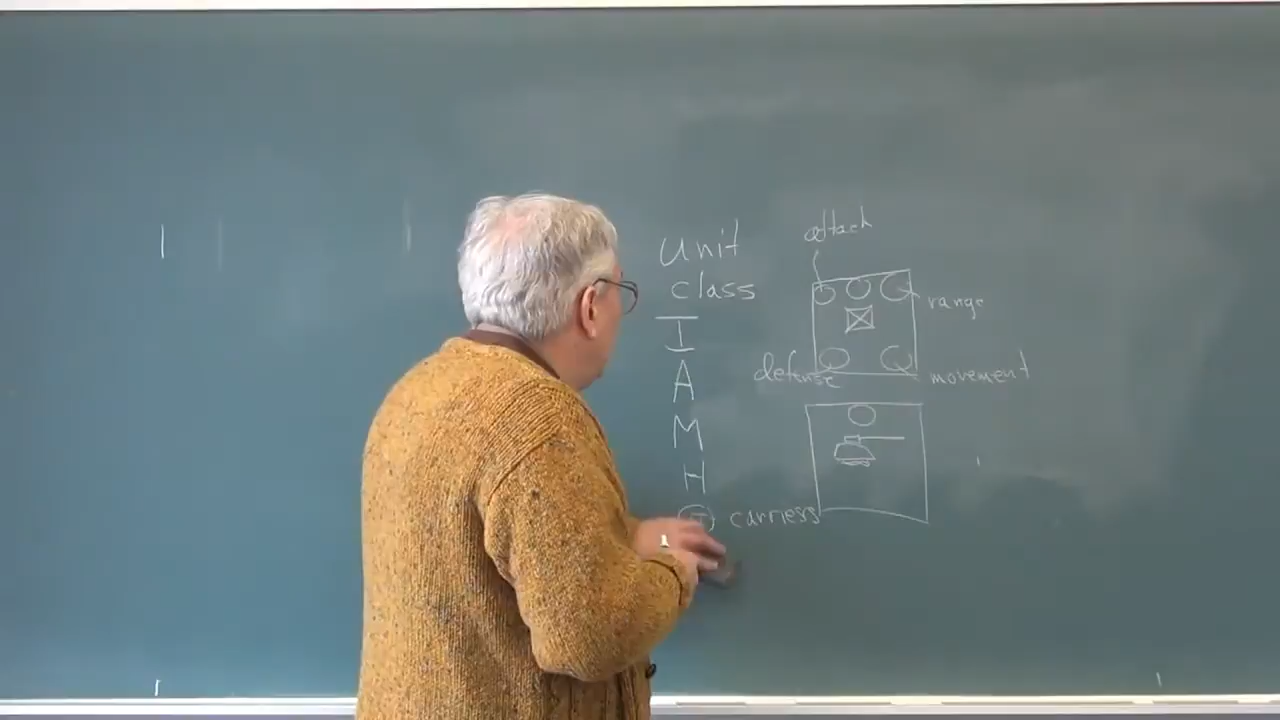 Unit
class
I
A
M
H
carriers
attack
range
defense
movement